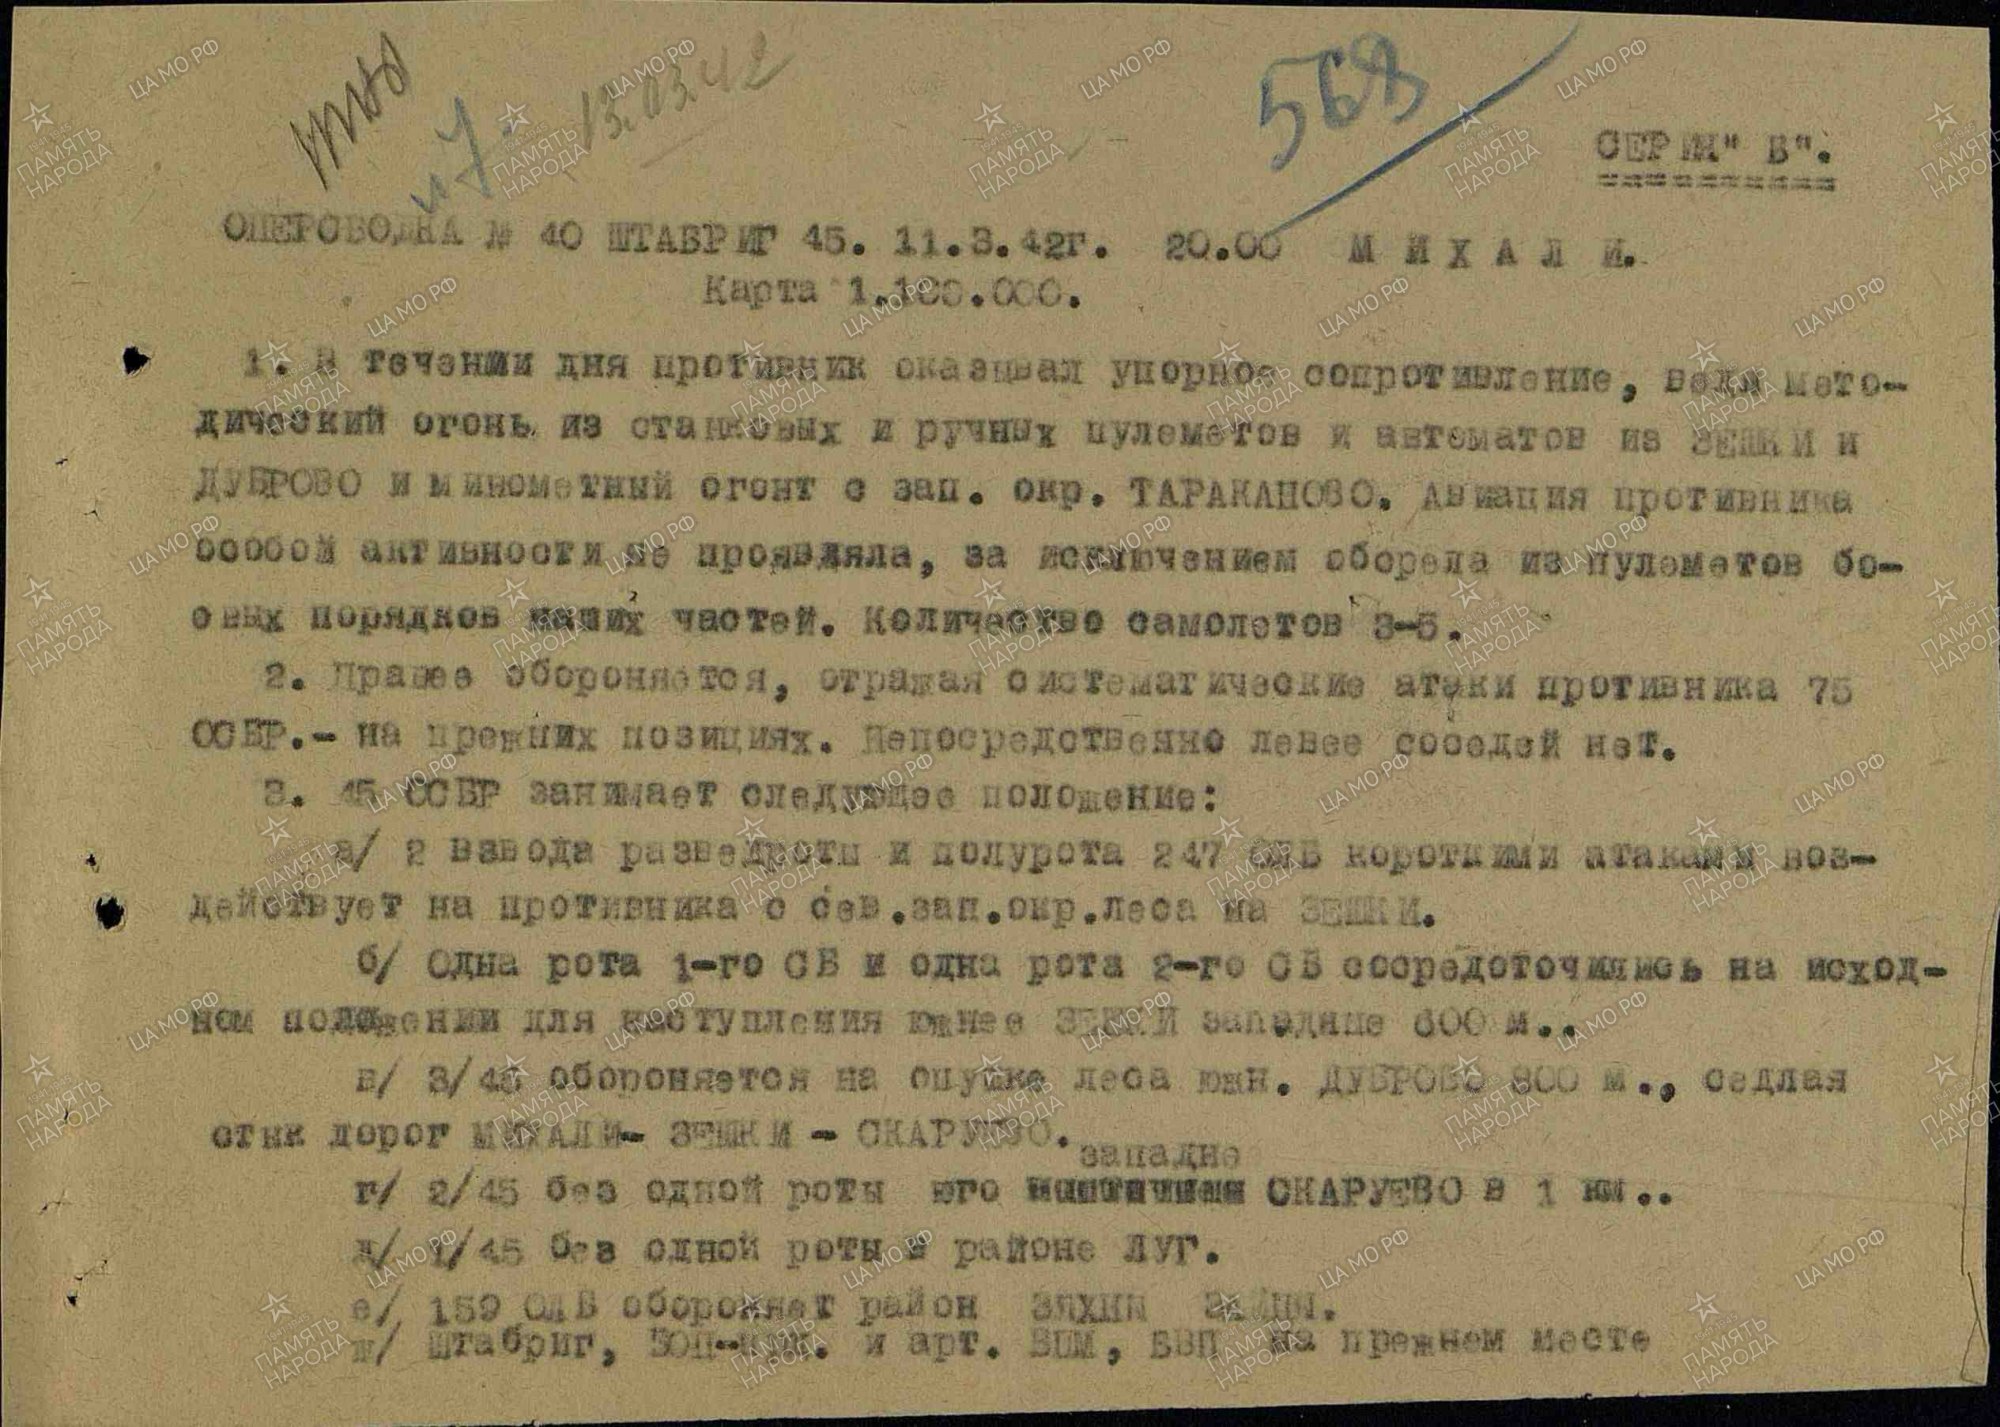 13.03.42
568
СЕРИЯ" В".
ОПЕРСВОДКА № 40 ШТАБРИГ 45. 11.3.42г. 20.00 М И Х А Л И.
Карта 1.100.000.
1. В течении дня противник оказывал упорное сопротивление, ведя мето-
дический огонь из станковых и ручных пулеметов и автоматов из ЗЕШКИ и
ДУБРОВО и минометный огонт с зап. окр. ТАРАКАНОВО. Авиация противника
особой активности не проявляла, за исключением обсрела из пулеметов бо-
евых порядков наших частей. Количество самолетов 3-5.
2. Правее обороняется, отражая систематические атаки противника 75
ОСБР.- на прежних позициях. Непосредственно левее соседей нет.
3. 45 ОСБР занимает следующее положение:
а/ 2 взвода разведроты и полурота 247 ОЛБ короткими атаками воз-
действует на противника с сев.зап.окр.леса на ЗЕШКИ.
б/ Одна рота 1-го СБ и одна рота 2-го СБ сосредоточились на исход-
ном положении для наступления южнее ЗЕШКИ западнее 600 м..
в/ 3/45 обороняется на опушке леса южн. ДУБРОВО 800 м., седлая
стык дорог МИХАЛИ- ЗЕШКИ - СКАРУЕВО.
западнее
г/ 2/45 без одной роты юго СКАРУЕВО в 1 км..
д/ 1/45 без одной роты в районе ЛУГ.
е/ 159 ОЛБ обороняет район
ж/ Штабриг, и арт. на прежнем месте